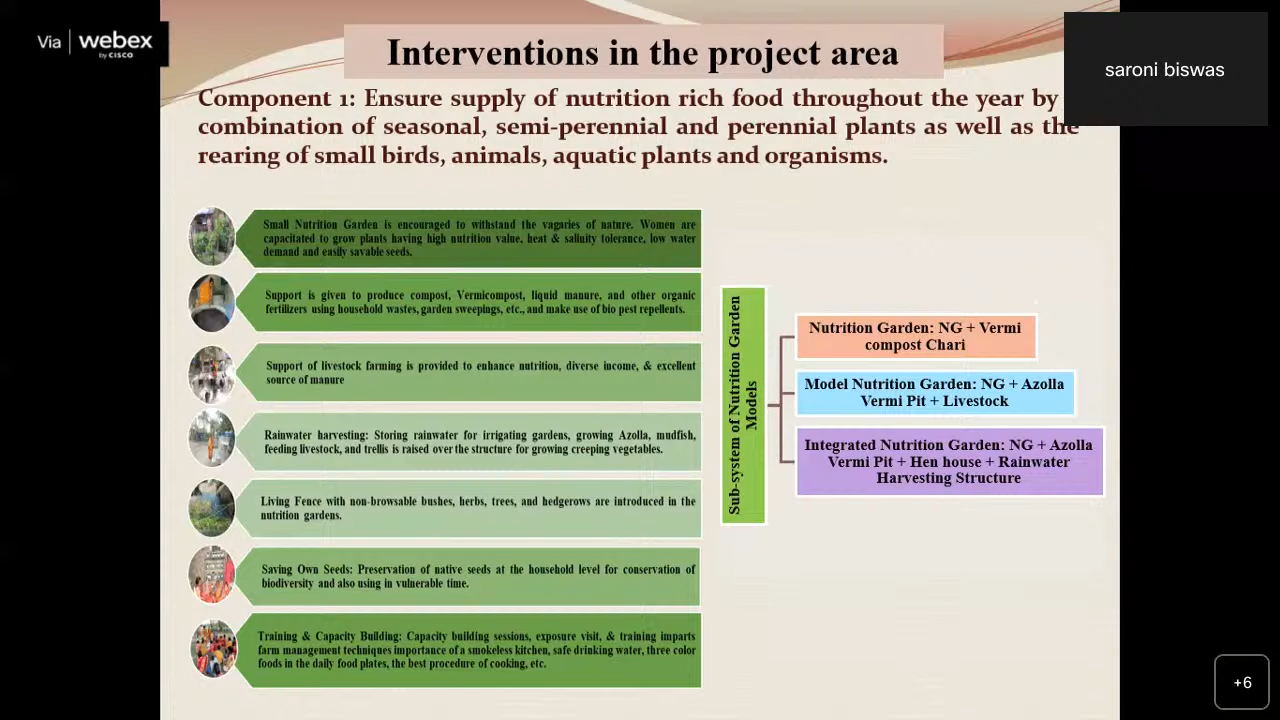 Via webex
by CISCO
Interventions in the project area
saroni biswas
Component 1: Ensure supply of nutrition rich food throughout the year by
combination of seasonal, semi-perennial and perennial plants as well as the
rearing of small birds, animals, aquatic plants and organisms.
Small Nutrition Garden is encouraged to withstand the vagaries of nature. Women are
capacitated to grow plants having high nutrition value, heat & salinity tolerance, low water
demand and easily savable seeds.
Support is given to produce compost, Vermicompost, liquid manure, and other organic
fertilizers using household wastes, garden sweepings, etc., and make use of bio pest repellents.
Support of livestock farming is provided to enhance nutrition, diverse income, & excellent
source of manure
Rainwater harvesting: Storing rainwater for irrigating gardens, growing Azolla, mudfish,
feeding livestock, and trellis is raised over the structure for growing creeping vegetables.
Living Fence with non-browsable bushes, herbs, trees, and hedgerows are introduced in the
nutrition gardens.
Saving Own Seeds: Preservation of native seeds at the household level for conservation of
biodiversity and also using in vulnerable time.
Training & Capacity Building: Capacity building sessions, exposure visit, & training imparts
farm management techniques importance of a smokeless kitchen, safe drinking water, three color
foods in the daily food plates, the best procedure of cooking, etc.
Sub-system of Nutrition Garden
Models
Nutrition Garden: NG + Vermi
compost Chari
Model Nutrition Garden: NG + Azolla
Vermi Pit + Livestock
Integrated Nutrition Garden: NG + Azolla
Vermi Pit + Hen house + Rainwater
Harvesting Structure
+6